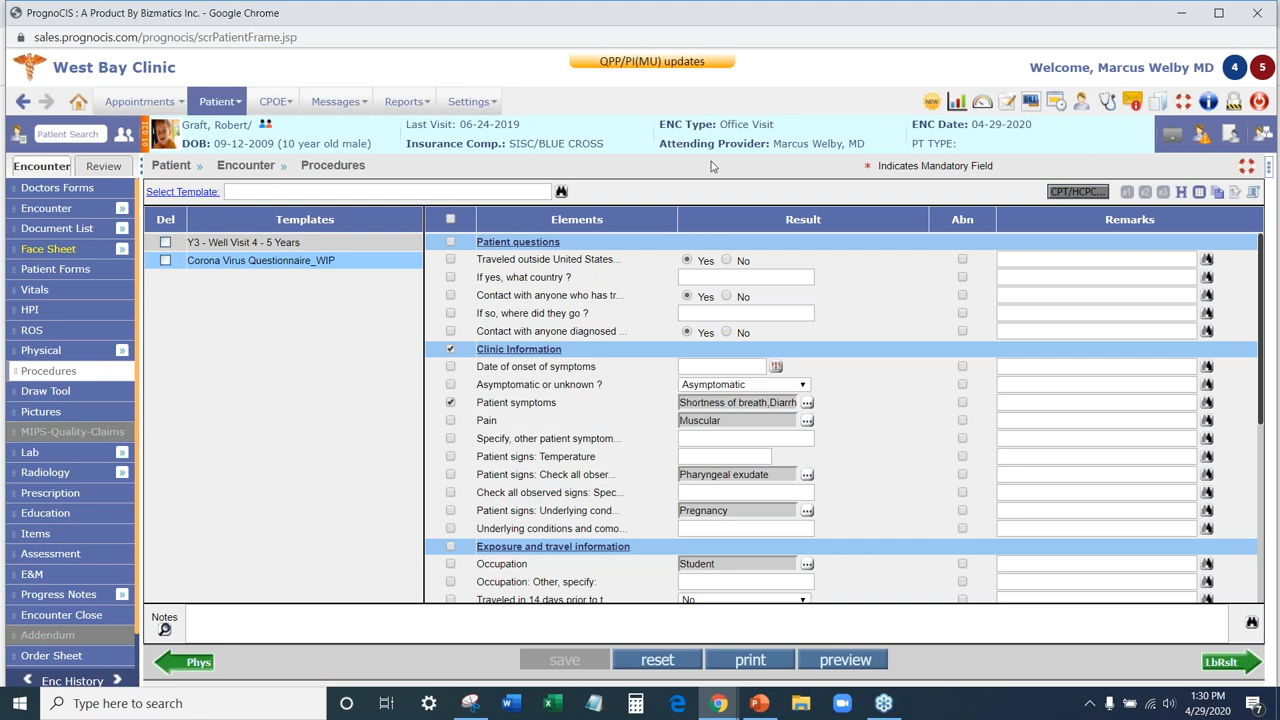 PrognoCIS : A Product By Bizmatics Inc. - Google Chrome
sales.prognocis.com/prognocis/scrPatientFrame.jsp
QPP/PI(MU) updates
West Bay Clinic
Welcome, Marcus Welby MD
4
5
Appointments
Patient
CPOE
Messages
Reports
Settings
NEW
BILL
Patient Search
ICD 10
Graft, Robert/
DOB: 09-12-2009 (10 year old male)
Last Visit: 06-24-2019
Insurance Comp.: SISC/BLUE CROSS
ENC Type: Office Visit
Attending Provider: Marcus Welby, MD
ENC Date: 04-29-2020
PT TYPE:
Encounter
Review
Patient » Encounter » Procedures
* Indicates Mandatory Field
Select Template:
CPT/HCPC...
H
Doctors Forms
Encounter
Document List
Face Sheet
Patient Forms
Vitals
HPI
ROS
Physical
Procedures
Draw Tool
Pictures
MIPS-Quality-Claims
Lab
Radiology
Prescription
Education
Items
Assessment
E&M
Progress Notes
Encounter Close
Addendum
Order Sheet
Enc History
Del
Templates
Y3 - Well Visit 4 - 5 Years
Corona Virus Questionnaire_WIP
Elements
Result
Abn
Remarks
Patient questions
Traveled outside United States...
Yes
No
If yes, what country ?
Contact with anyone who has tr...
Yes
No
If so, where did they go ?
Contact with anyone diagnosed ...
Yes
No
Clinic Information
Date of onset of symptoms
Asymptomatic or unknown ?
Asymptomatic
Patient symptoms
Shortness of breath,Diarrh
Pain
Muscular
Specify, other patient symptom...
Patient signs: Temperature
Patient signs: Check all obser...
Pharyngeal exudate
Check all observed signs: Spec...
Patient signs: Underlying cond...
Pregnancy
Underlying conditions and como...
Exposure and travel information
Occupation
Student
Occupation: Other, specify:
Traveled in 14 days prior to t...
No
Notes
Phys
save
reset
print
preview
LbRslt
Type here to search
1:30 PM
4/29/2020
7